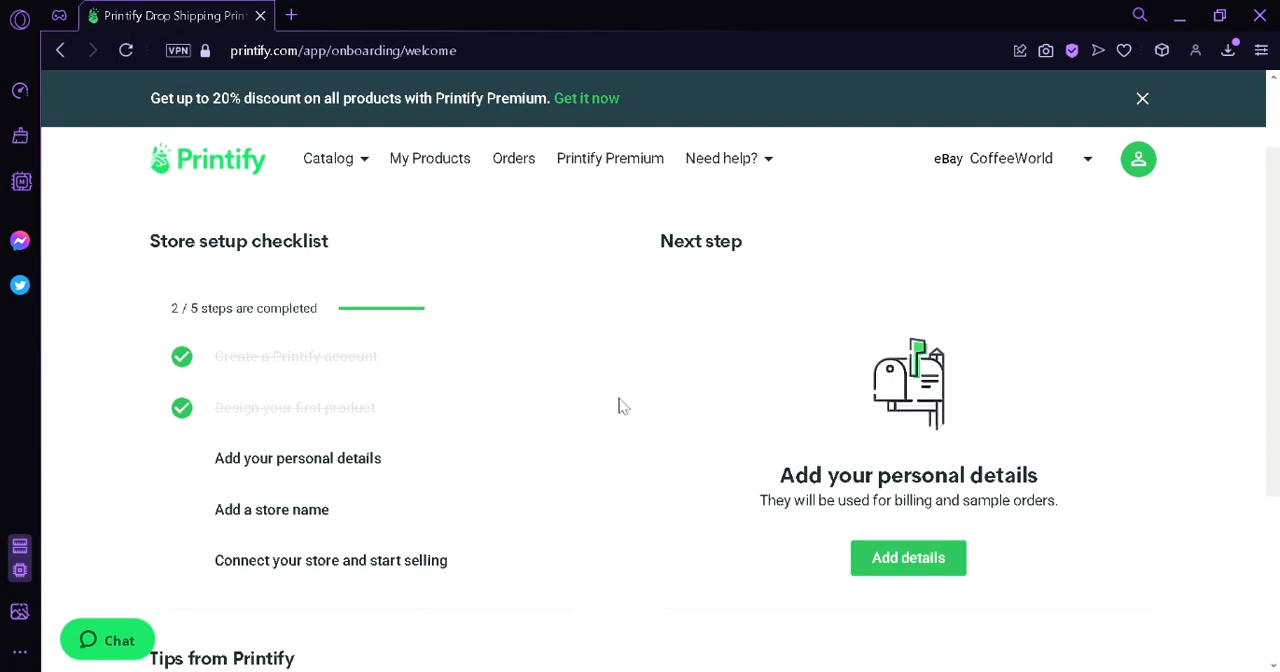 Printify Drop Shipping Prin
VPN printify.com/app/onboarding/welcome
Get up to 20% discount on all products with Printify Premium. Get it now
Printify Catalog My Products Orders Printify Premium Need help? eBay CoffeeWorld
Store setup checklist
Next step
2 / 5 steps are completed
Create a Printify account
Design your first product
Add your personal details
Add a store name
Connect your store and start selling
Add your personal details
They will be used for billing and sample orders.
Add details
Chat
Tips from Printify